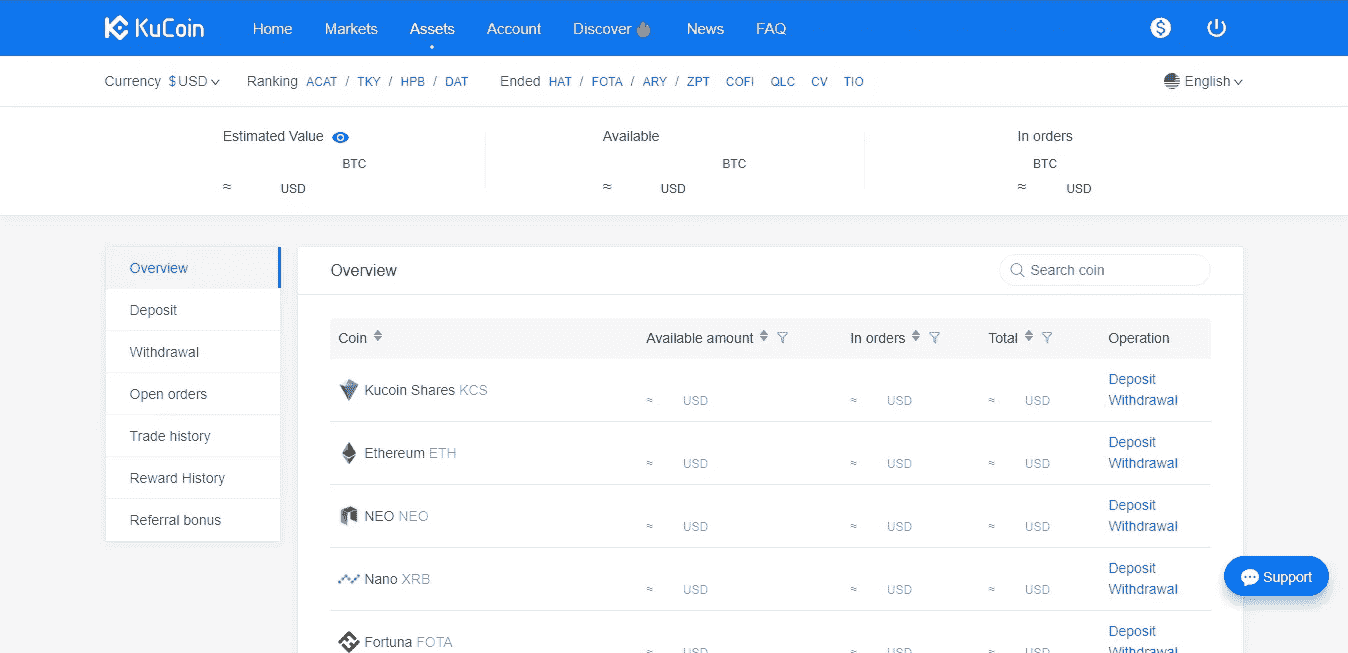 KuCoin Home Markets Assets Account Discover News FAQ $
Currency $ USD Ranking ACAT / TKY / HPB / DAT Ended HAT / FOTA / ARY / ZPT COFI QLC CV TIO English
Estimated Value Available In orders
BTC BTC BTC
≈ USD ≈ USD ≈ USD
Overview
Deposit
Withdrawal
Open orders
Trade history
Reward History
Referral bonus
Overview Search coin
Coin Available amount In orders Total Operation
Kucoin Shares KCS Deposit
≈ USD ≈ USD ≈ USD Withdrawal
Ethereum ETH Deposit
≈ USD ≈ USD ≈ USD Withdrawal
NEO NEO Deposit
≈ USD ≈ USD ≈ USD Withdrawal
Nano XRB Deposit
≈ USD ≈ USD ≈ USD Withdrawal
Fortuna FOTA Deposit
≈ USD ≈ USD ≈ USD Withdrawal
Support